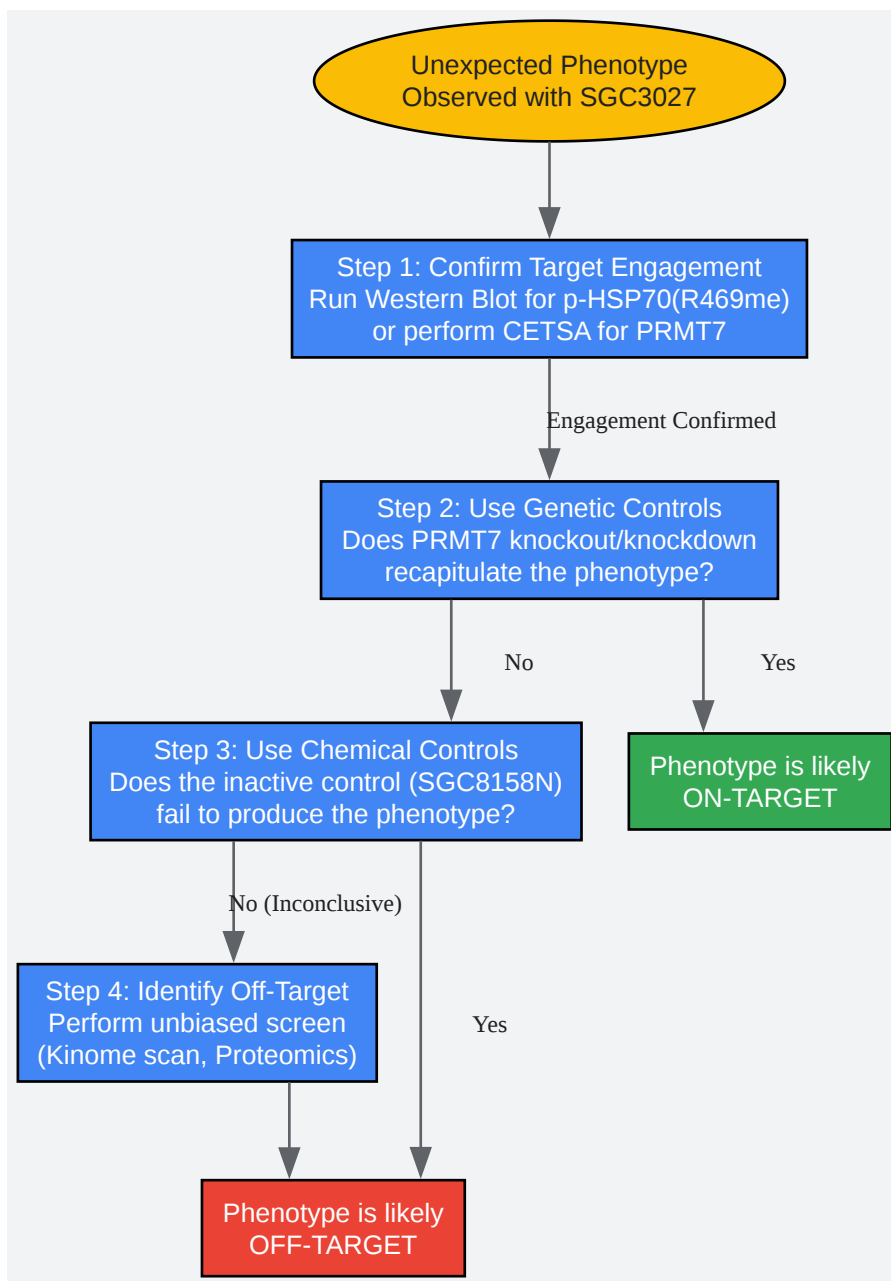 Unexpected Phenotype
Observed with SGC3027
Step 1: Confirm Target Engagement
Run Western Blot for p-HSP70(R469me)
or perform CETSA for PRMT7
Engagement Confirmed
Step 2: Use Genetic Controls
Does PRMT7 knockout/knockdown
recapitulate the phenotype?
No
Yes
Step 3: Use Chemical Controls
Does the inactive control (SGC8158N)
fail to produce the phenotype?
Phenotype is likely
ON-TARGET
No (Inconclusive)
Step 4: Identify Off-Target
Perform unbiased screen
(Kinome scan, Proteomics)
Yes
Phenotype is likely
OFF-TARGET